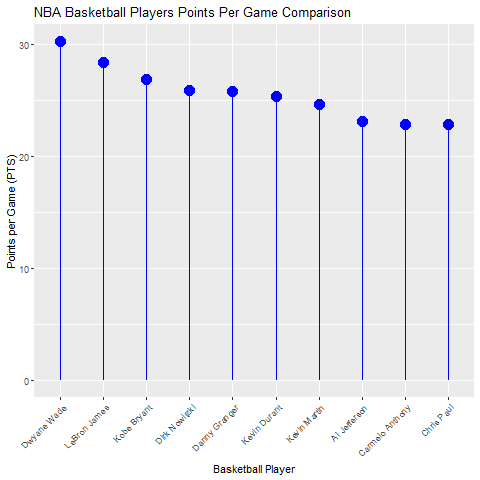 NBA Basketball Players Points Per Game Comparison
Points per Game (PTS)
30
20
10
0
Dwyane Wade
LeBron James
Kobe Bryant
Dirk Nowitzki
Danny Granger
Kevin Durant
Kevin Martin
Al Jefferson
Carmelo Anthony
Chris Paul
Basketball Player